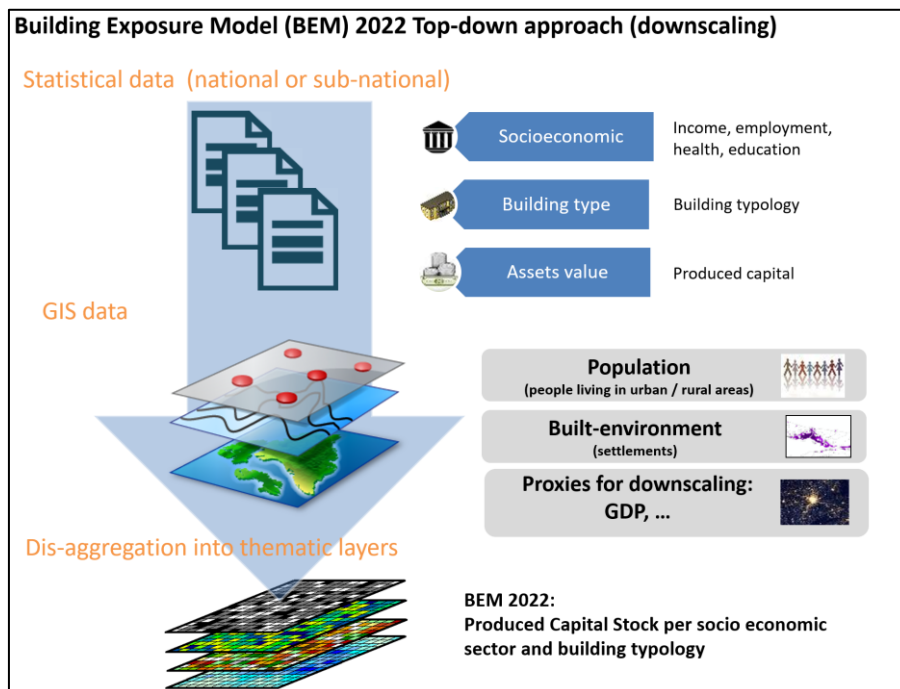 Building Exposure Model (BEM) 2022 Top-down approach (downscaling)
Statistical data (national or sub-national)
Socioeconomic
Income, employment,
health, education
Building type
Building typology
Assets value
Produced capital
GIS data
Population
(people living in urban / rural areas)
Built-environment
(settlements)
Proxies for downscaling:
GDP, ...
Dis-aggregation into thematic layers
BEM 2022:
Produced Capital Stock per socio economic
sector and building typology